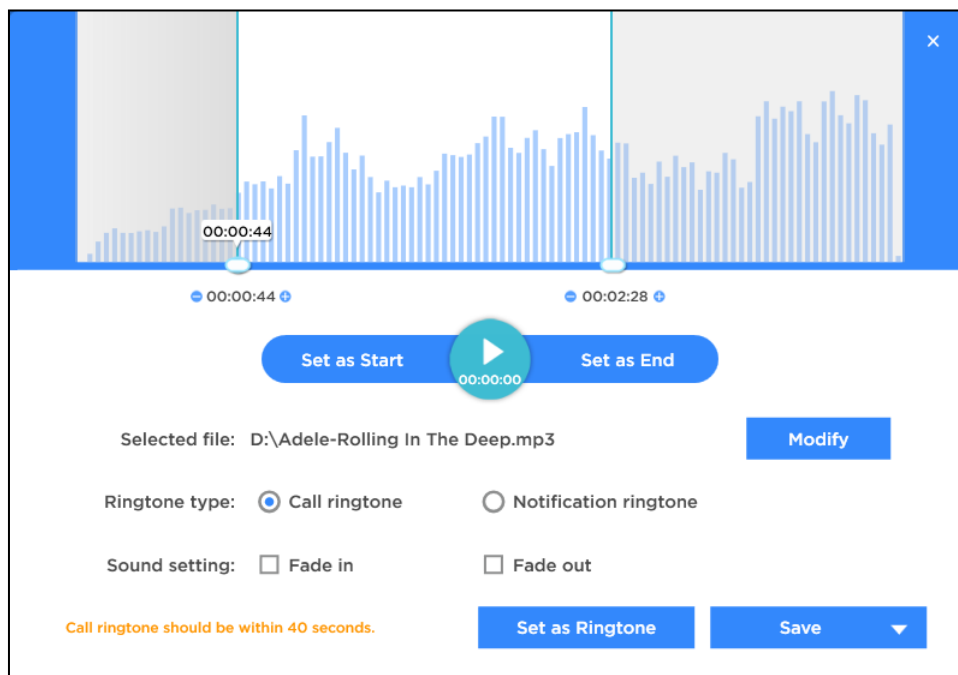 00:00:44
00:00:44
00:02:28
Set as Start
00:00:00
Set as End
Selected file: D:\Adele-Rolling In The Deep.mp3
Modify
Ringtone type: Call ringtone Notification ringtone
Sound setting: Fade in Fade out
Call ringtone should be within 40 seconds.
Set as Ringtone
Save